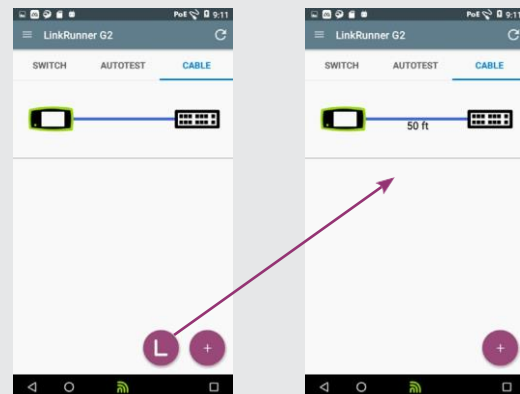 PoE 9:11
LinkRunner G2
SWITCH AUTOTEST CABLE
L +
PoE 9:11
LinkRunner G2
SWITCH AUTOTEST CABLE
50 ft
+